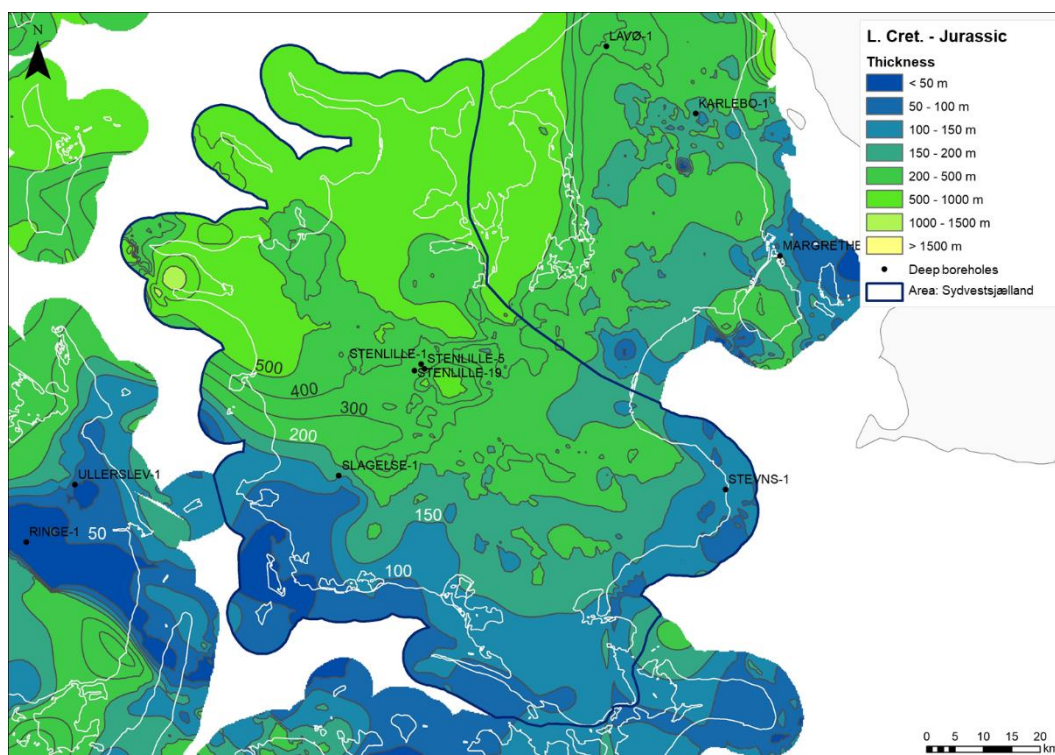 N
LAVØ-1
KARLEBO-1
MARGRETHE
STENLILLE-1
STENLILLE-5
STENLILLE-19
500
400
300
200
SLAGELSE-1
ULLERSLEV-1
STEVNS-1
150
RINGE-1
50
100
L. Cret. - Jurassic
Thickness
< 50 m
50 - 100 m
100 - 150 m
150 - 200 m
200 - 500 m
500 - 1000 m
1000 - 1500 m
> 1500 m
Deep boreholes
Area: Sydvestsjælland
0 5 10 15 20
km